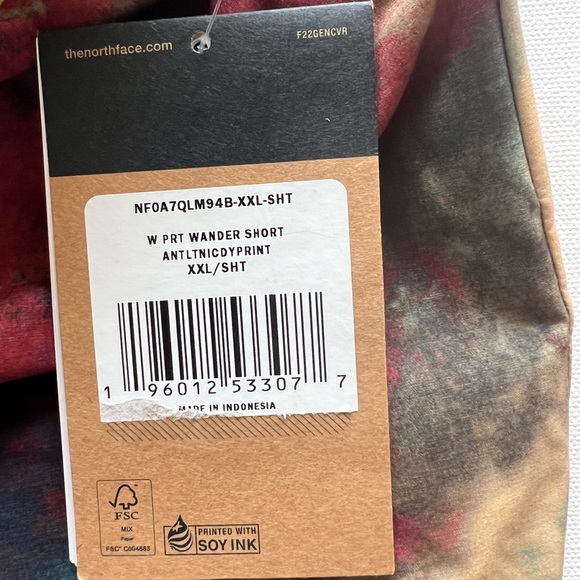 thenorthface.com
F22GENCVR
NF0A7QLM94B-XXL-SHT
W PRT WANDER SHORT
ANTLTNICDYPRINT
XXL/SHT
1 96012 53307 7
MADE IN INDONESIA
FSC
MIX
Paper
FSC® C004883
PRINTED WITH
SOY INK